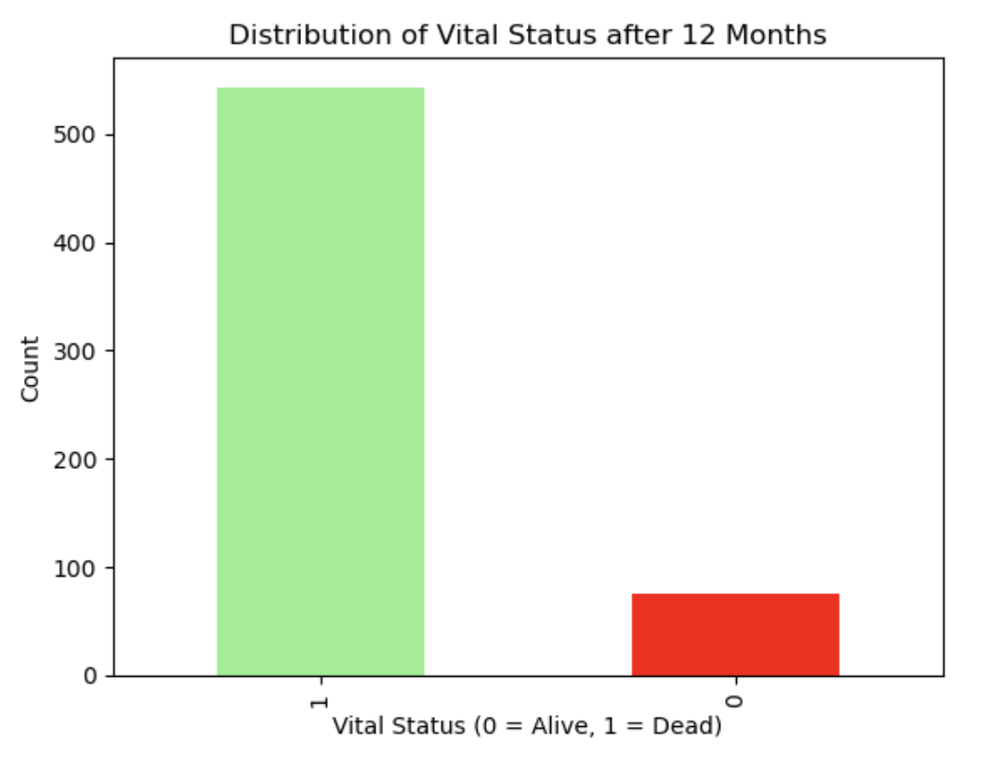 Distribution of Vital Status after 12 Months
500
400
300
200
100
0
Count
1
0
Vital Status (0 = Alive, 1 = Dead)